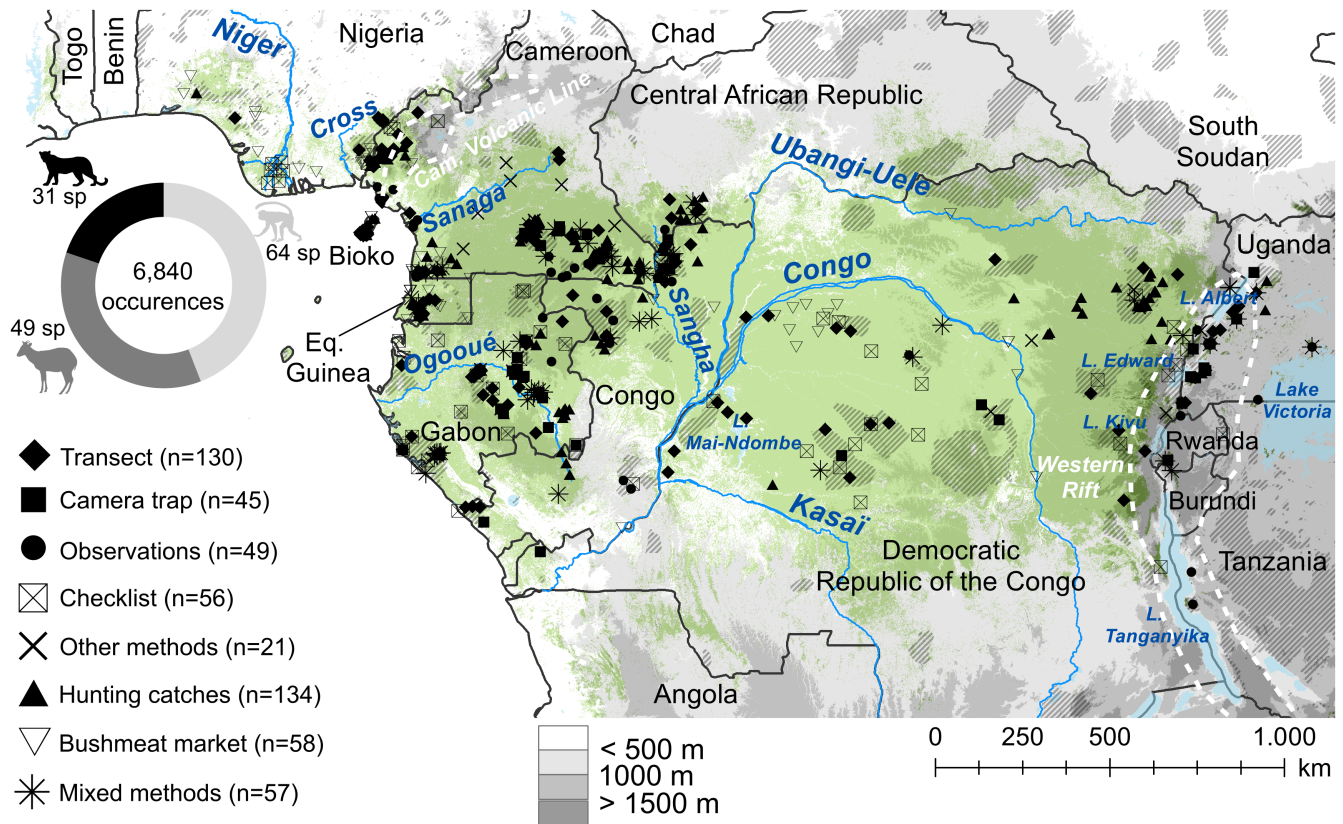 Togo
Benin
Niger
Nigeria
Cameroon
Chad
Central African Republic
South
Soudan
Cross
Cam. Volcanic Line
Ubangi-Uele
Sanaga
31 sp
64 sp
Bioko
6,840
occurences
49 sp
Uganda
Congo
Sangha
L. Albert
Eq.
Guinea
Ogooué
L. Edward
Lake
Victoria
Congo
Gabon
L.
Mai-Ndombe
L. Kivu
Rwanda
Western
Rift
Burundi
Kasaï
Democratic
Republic of the Congo
Tanzania
L.
Tanganyika
Angola
Transect (n=130)
Camera trap (n=45)
Observations (n=49)
Checklist (n=56)
Other methods (n=21)
Hunting catches (n=134)
Bushmeat market (n=58)
Mixed methods (n=57)
< 500 m
1000 m
> 1500 m
0 250 500 1.000
km